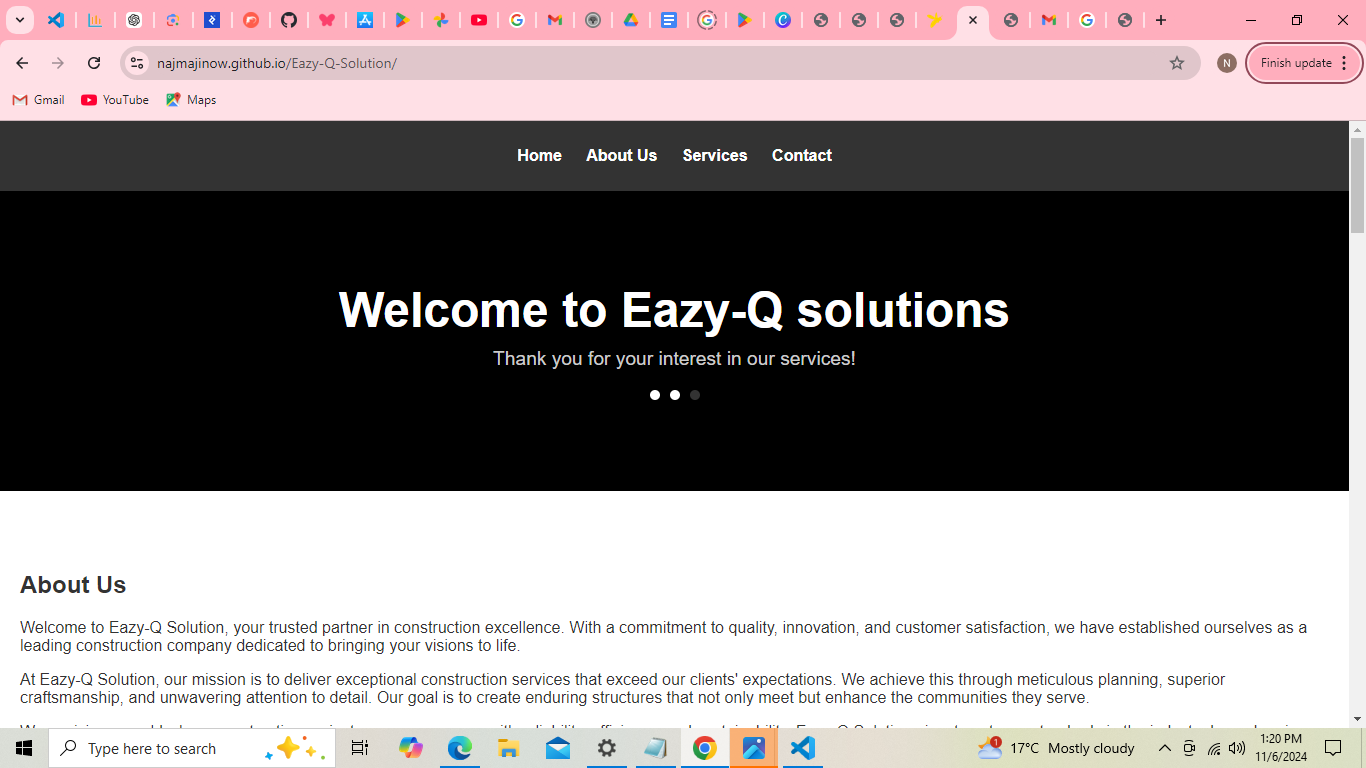 najmajinow.github.io/Eazy-Q-Solution/
N
Finish update
Gmail
YouTube
Maps
Home
About Us
Services
Contact
Welcome to Eazy-Q solutions
Thank you for your interest in our services!
About Us
Welcome to Eazy-Q Solution, your trusted partner in construction excellence. With a commitment to quality, innovation, and customer satisfaction, we have established ourselves as a
leading construction company dedicated to bringing your visions to life.
At Eazy-Q Solution, our mission is to deliver exceptional construction services that exceed our clients' expectations. We achieve this through meticulous planning, superior
craftsmanship, and unwavering attention to detail. Our goal is to create enduring structures that not only meet but enhance the communities they serve.
Type here to search
1
17°C Mostly cloudy
1:20 PM
11/6/2024